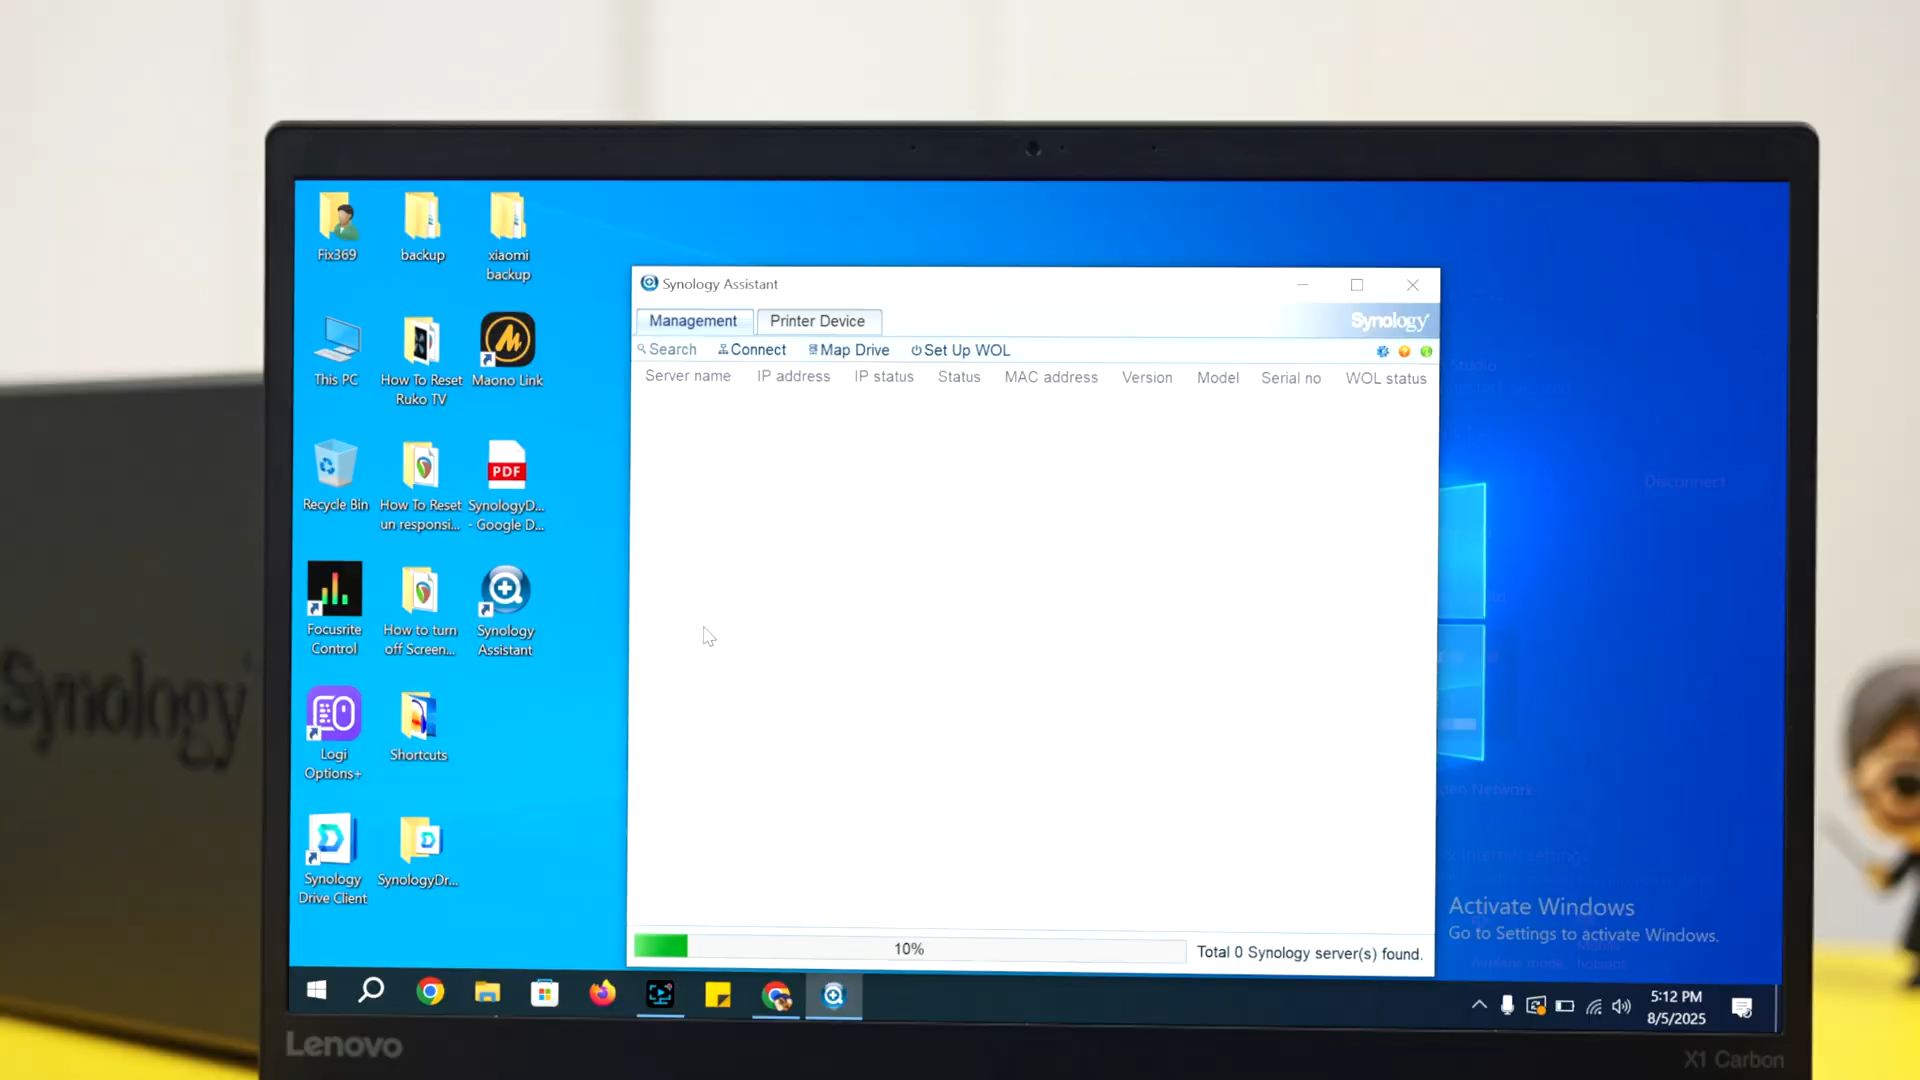 Fix369
backup
xiaomi
backup
This PC
How To Reset
Ruko TV
Maono Link
Recycle Bin
How To Reset
un responsi...
PDF
SynologyD...
- Google D...
Focusrite
Control
How to turn
off Screen...
Synology
Assistant
Logi
Options+
Shortcuts
Synology
Drive Client
SynologyDr...
Synology Assistant
Management
Printer Device
Synology
Search
Connect
Map Drive
Set Up WOL
Server name
IP address
IP status
Status
MAC address
Version
Model
Serial no
WOL status
10%
Total 0 Synology server(s) found.
Studio
Disconnect
Activate Windows
Go to Settings to activate Windows.
5:12 PM
8/5/2025
Synology
Lenovo
X1 Carbon